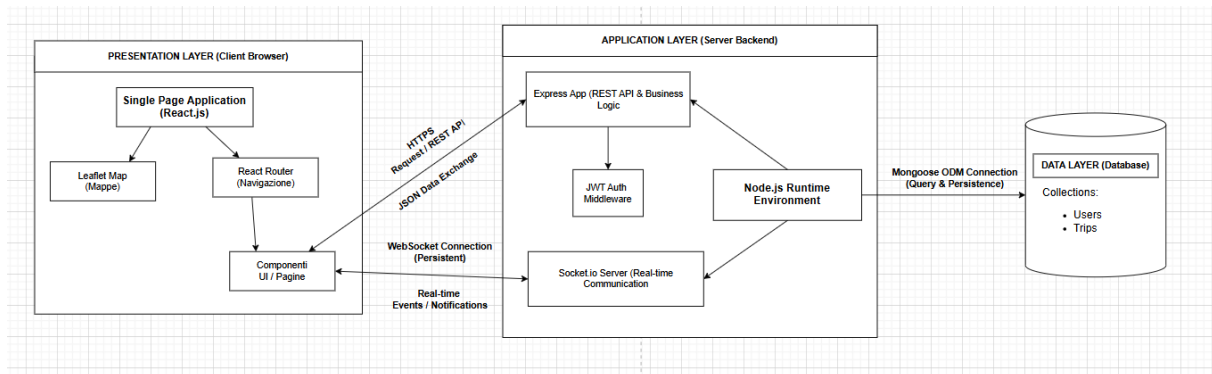 PRESENTATION LAYER (Client Browser)
Single Page Application
(React.js)
Leaflet Map
(Mappe)
React Router
(Navigazione)
Componenti
UI / Pagine
HTTPS
Request / REST API
JSON Data Exchange
WebSocket Connection
(Persistent)
Real-time
Events / Notifications
APPLICATION LAYER (Server Backend)
Express App (REST API & Business
Logic
JWT Auth
Middleware
Node.js Runtime
Environment
Socket.io Server (Real-time
Communication
Mongoose ODM Connection
(Query & Persistence)
DATA LAYER (Database)
Collections:
• Users
• Trips